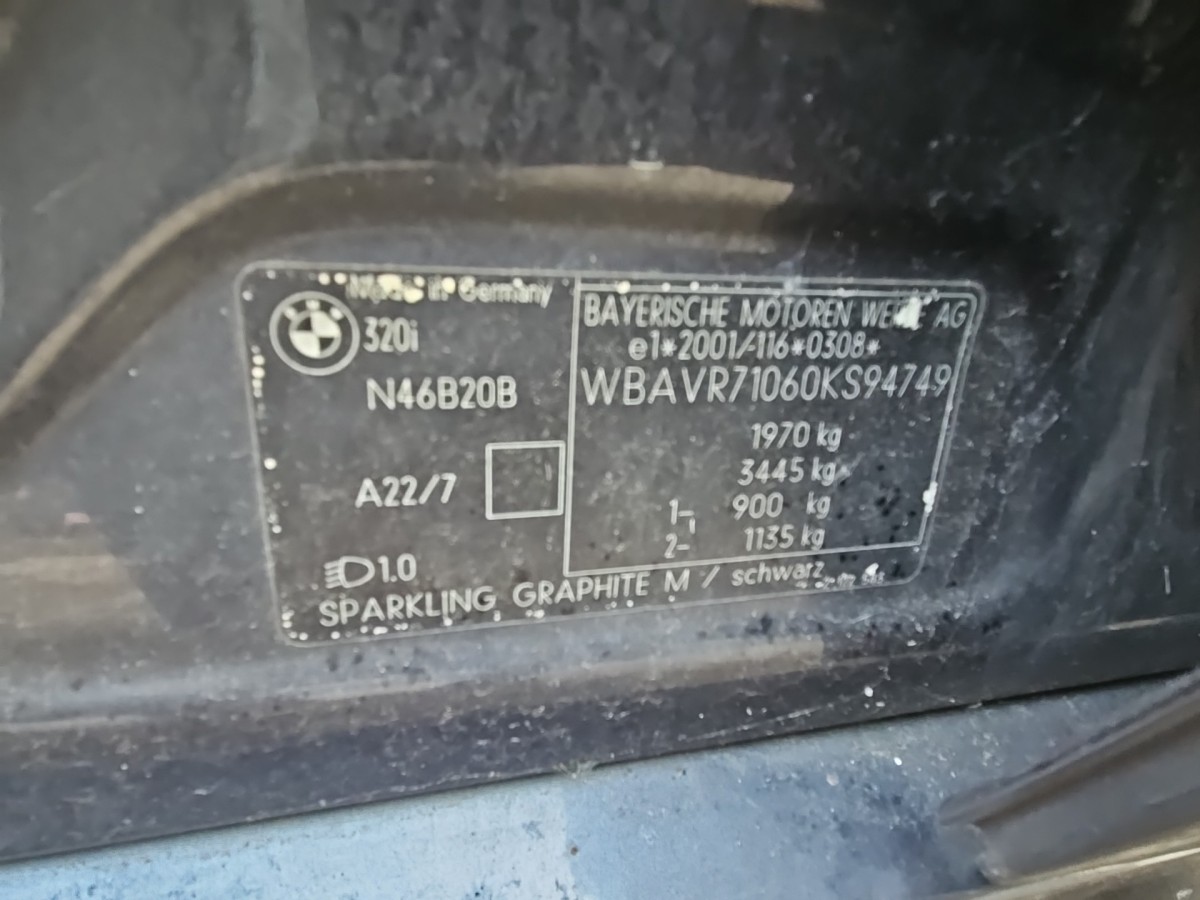 Made in Germany
320i
N46B20B
A22/7
1.0
BAYERISCHE MOTOREN WERKE AG
e1*2001/116*0308*
WBAVR71060KS94749
1970 kg
3445 kg
1- 900 kg
2- 1135 kg
SPARKLING GRAPHITE M / schwarz